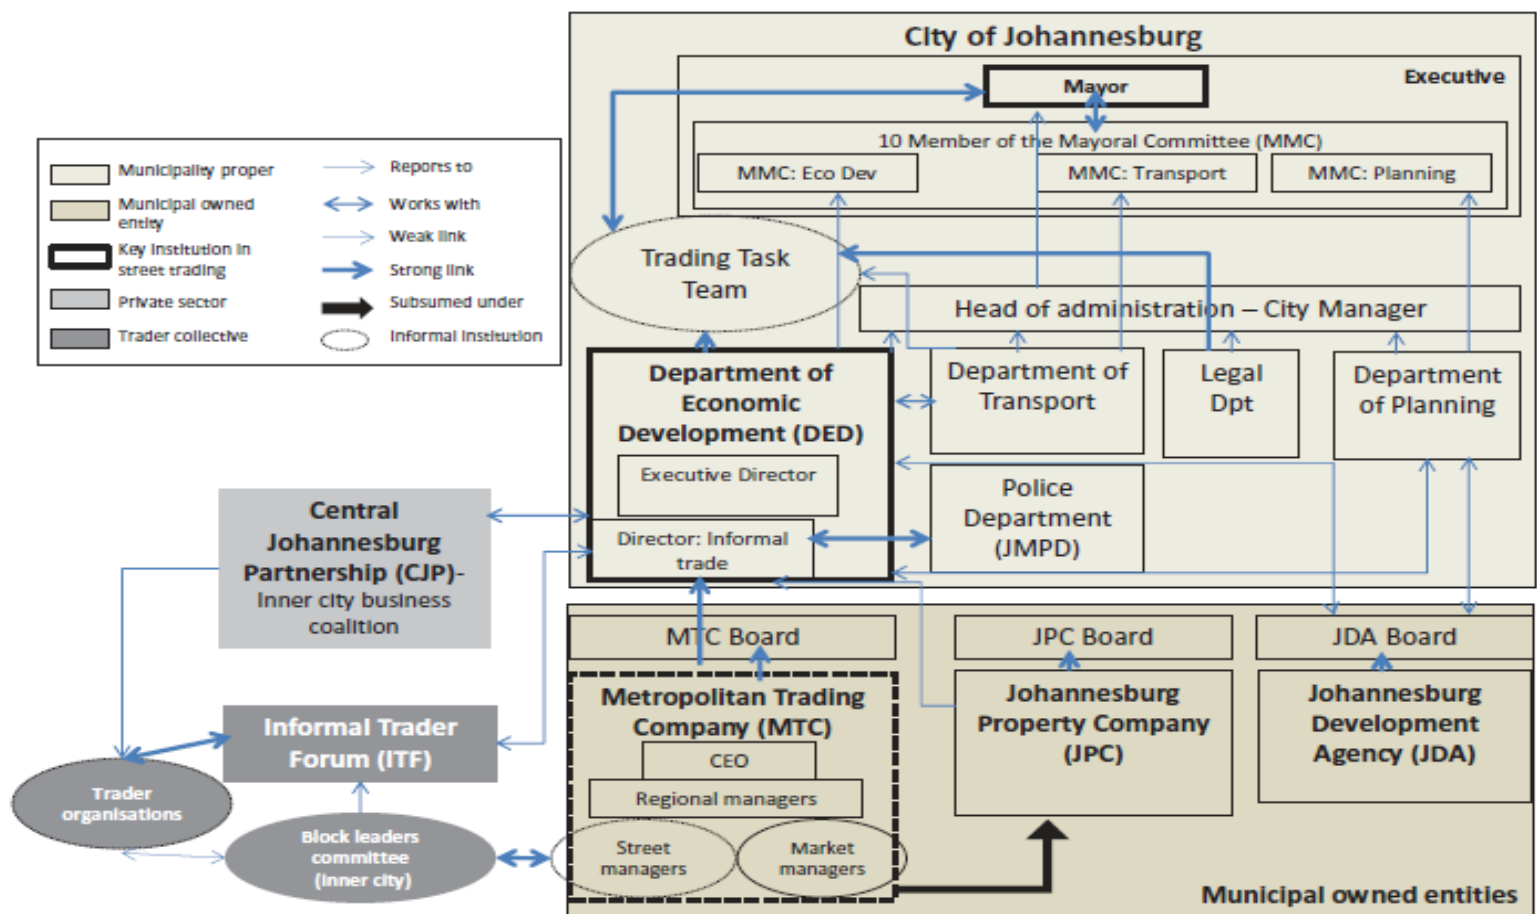 City of Johannesburg
Executive
Mayor
10 Member of the Mayoral Committee (MMC)
MMC: Eco Dev
MMC: Transport
MMC: Planning
Municipality proper
Municipal owned
entity
Key Institution in
street trading
Private sector
Trader collective
Reports to
Works with
Weak link
Strong link
Subsumed under
Informal Institution
Trading Task
Team
Head of administration – City Manager
Department of
Economic
Development (DED)
Executive Director
Director: Informal
trade
Department of
Transport
Legal
Dpt
Department
of Planning
Police
Department
(JMPD)
Central
Johannesburg
Partnership (CJP)-
Inner city business
coalition
MTC Board
JPC Board
JDA Board
Metropolitan Trading
Company (MTC)
CEO
Regional managers
Street
managers
Market
managers
Johannesburg
Property Company
(JPC)
Johannesburg
Development
Agency (JDA)
Informal Trader
Forum (ITF)
Trader
organisations
Block leaders
committee
(inner city)
Municipal owned entities